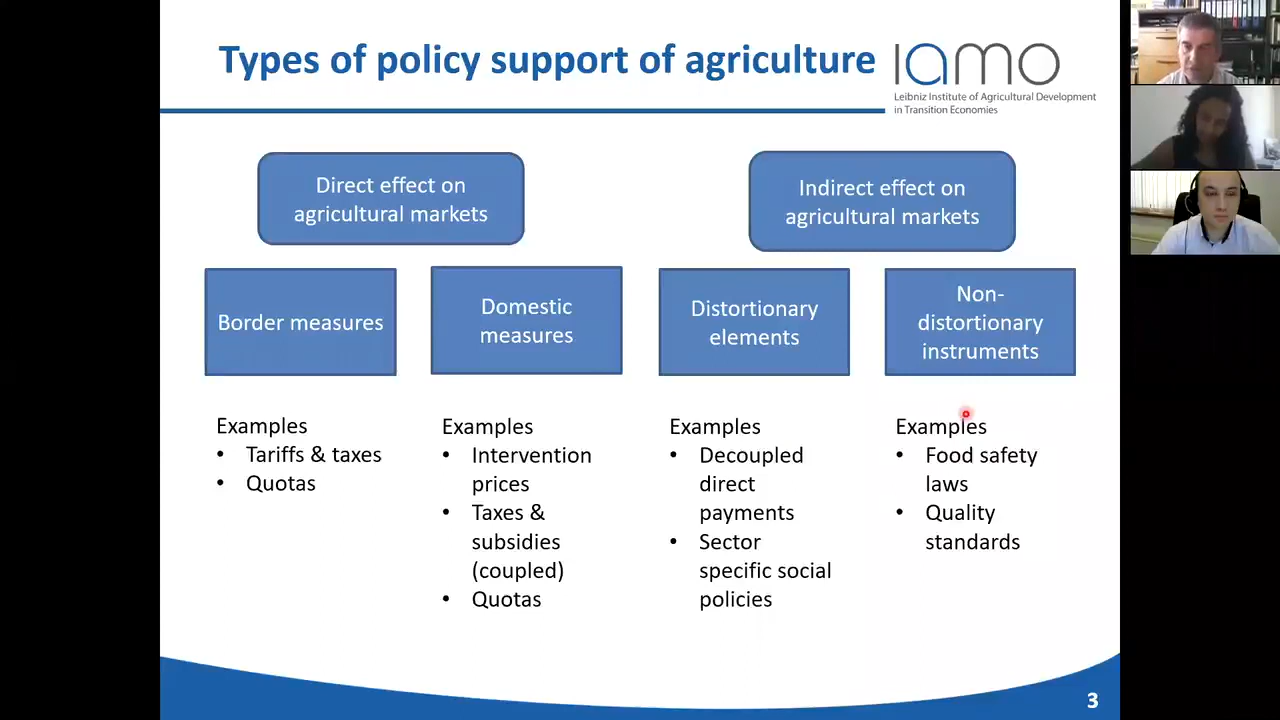 Types of policy support of agriculture
iamo
Leibniz Institute of Agricultural Development
in Transition Economies
Direct effect on
agricultural markets
Indirect effect on
agricultural markets
Border measures
Domestic
measures
Distortionary
elements
Non-
distortionary
instruments
Examples
• Tariffs & taxes
• Quotas
Examples
• Intervention
prices
• Taxes &
subsidies
(coupled)
• Quotas
Examples
• Decoupled
direct
payments
• Sector
specific social
policies
Examples
• Food safety
laws
• Quality
standards
3